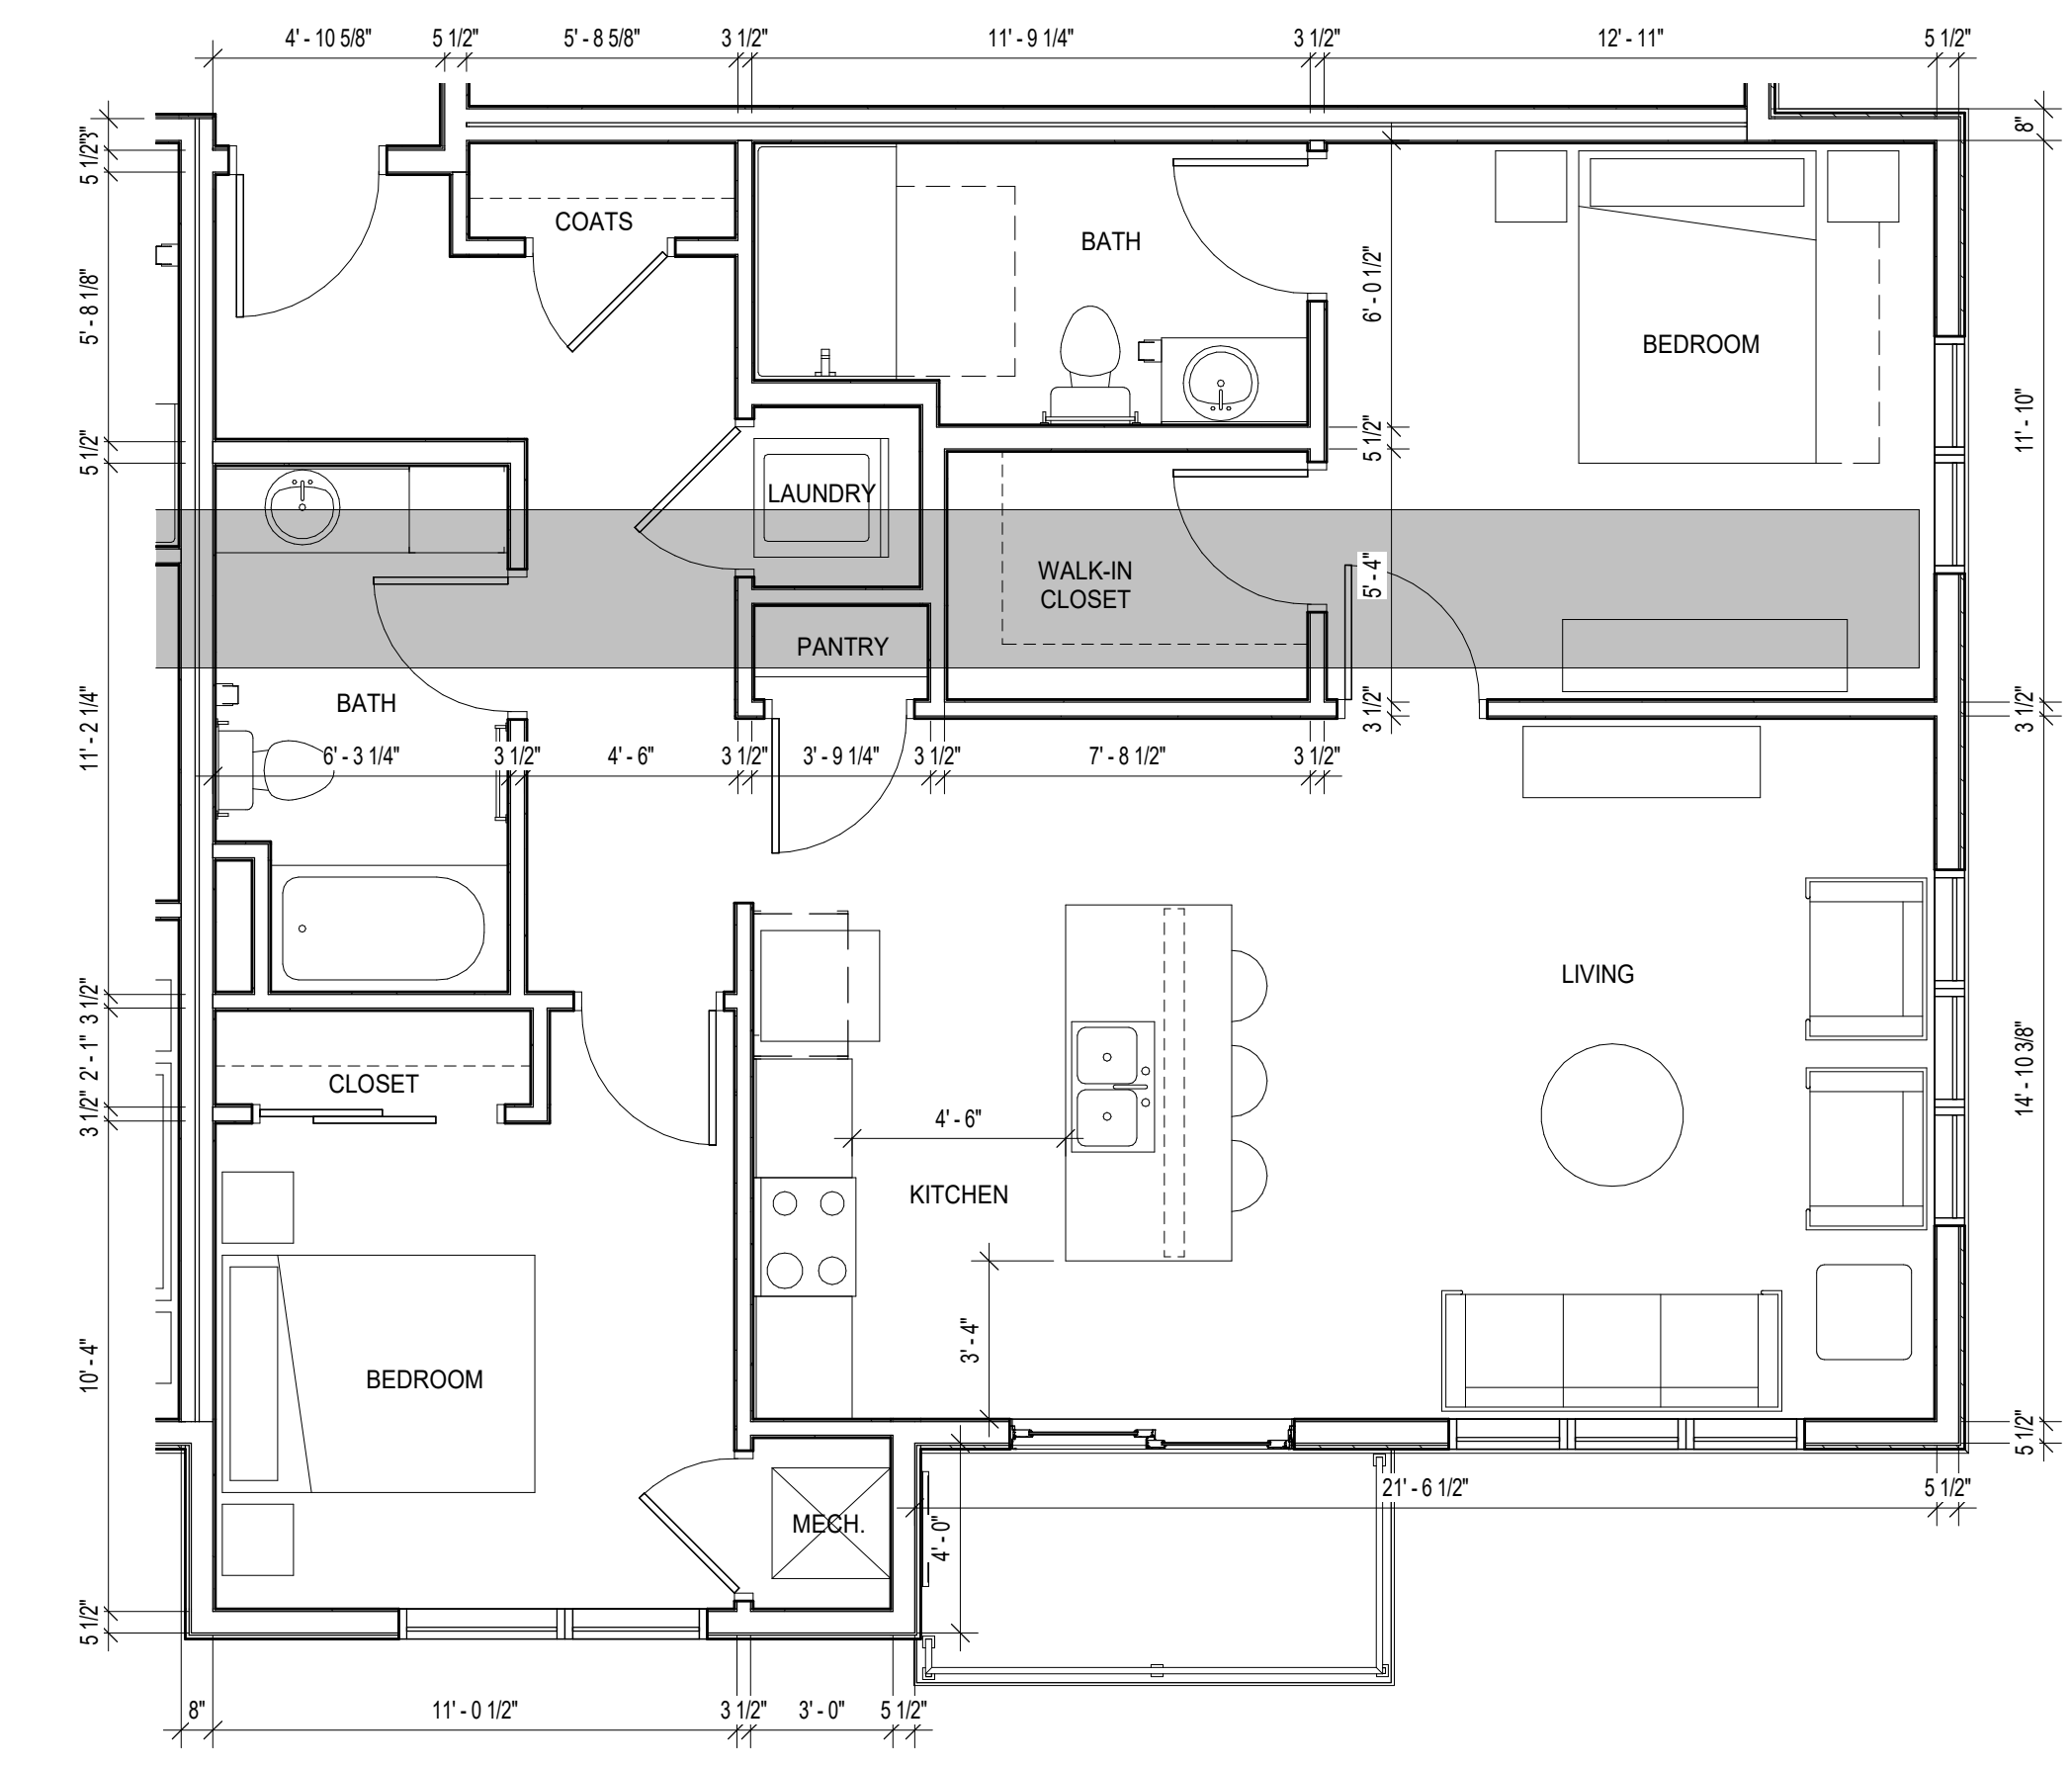 4' - 10 5/8"
5 1/2"
5' - 8 5/8"
3 1/2"
11' - 9 1/4"
3 1/2"
12' - 11"
5 1/2"
8"
5 1/2"
COATS
BATH
6' - 0 1/2"
5' - 8 1/8"
BEDROOM
11' - 10"
5 1/2"
5 1/2"
LAUNDRY
WALK-IN
CLOSET
5' - 4"
PANTRY
BATH
11' - 2 1/4"
3 1/2"
3 1/2"
6' - 3 1/4"
3 1/2"
4' - 6"
3 1/2"
3' - 9 1/4"
3 1/2"
7' - 8 1/2"
3 1/2"
LIVING
3 1/2"
2' - 1"
CLOSET
3 1/2"
14' - 10 3/8"
4' - 6"
KITCHEN
3' - 4"
10' - 4"
BEDROOM
5 1/2"
21' - 6 1/2"
5 1/2"
MECH.
4' - 0"
5 1/2"
8"
11' - 0 1/2"
3 1/2"
3' - 0"
5 1/2"